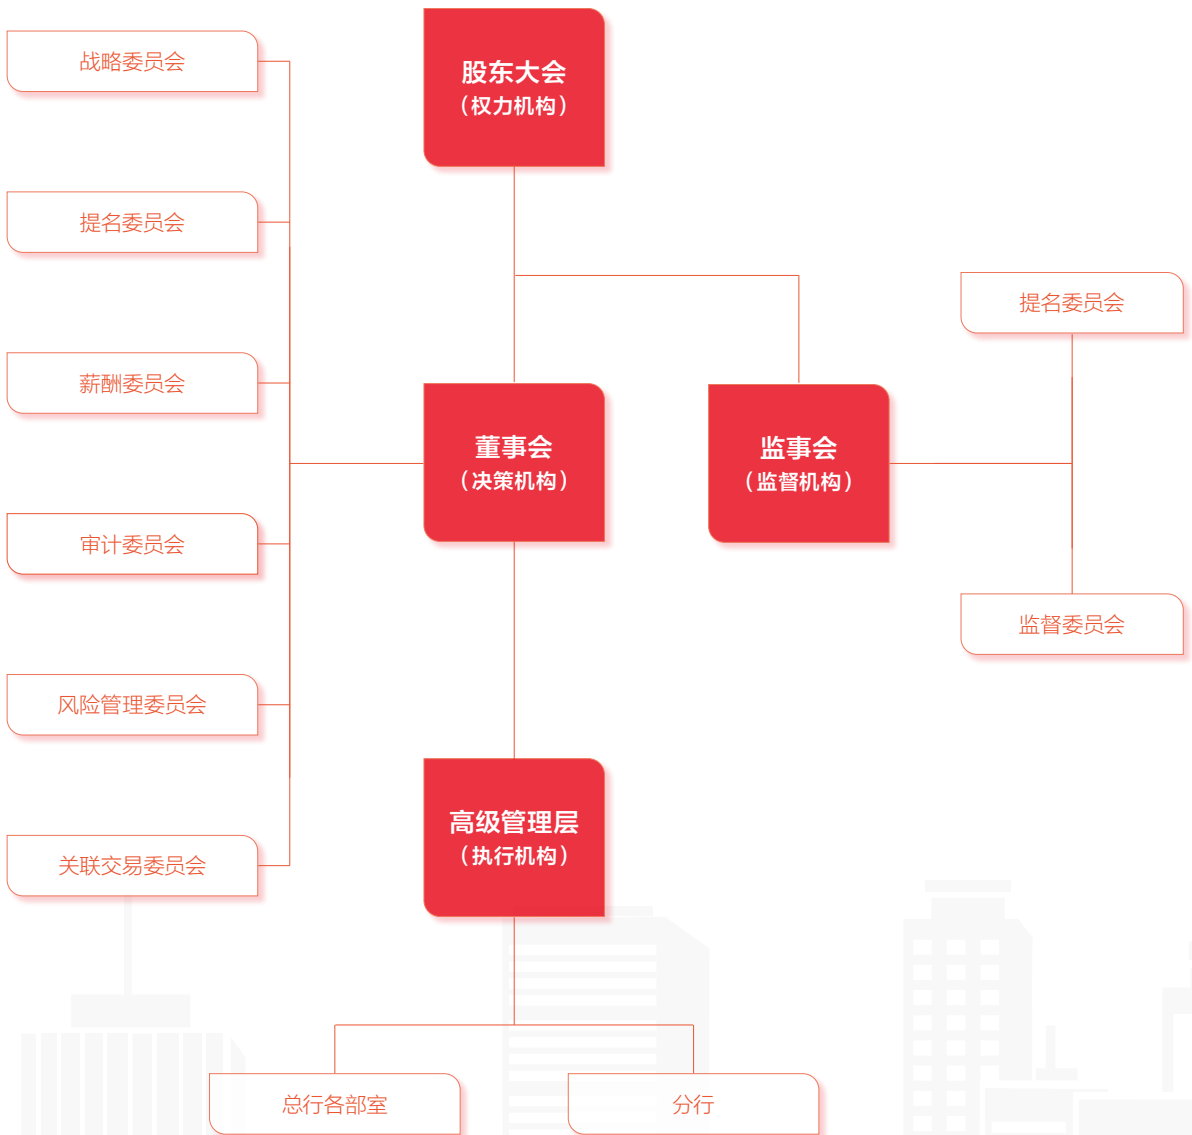 战略委员会
股东大会
（权力机构）
提名委员会
提名委员会
薪酬委员会
董事会
（决策机构）
监事会
（监督机构）
审计委员会
监督委员会
风险管理委员会
高级管理层
（执行机构）
关联交易委员会
总行各部室
分行